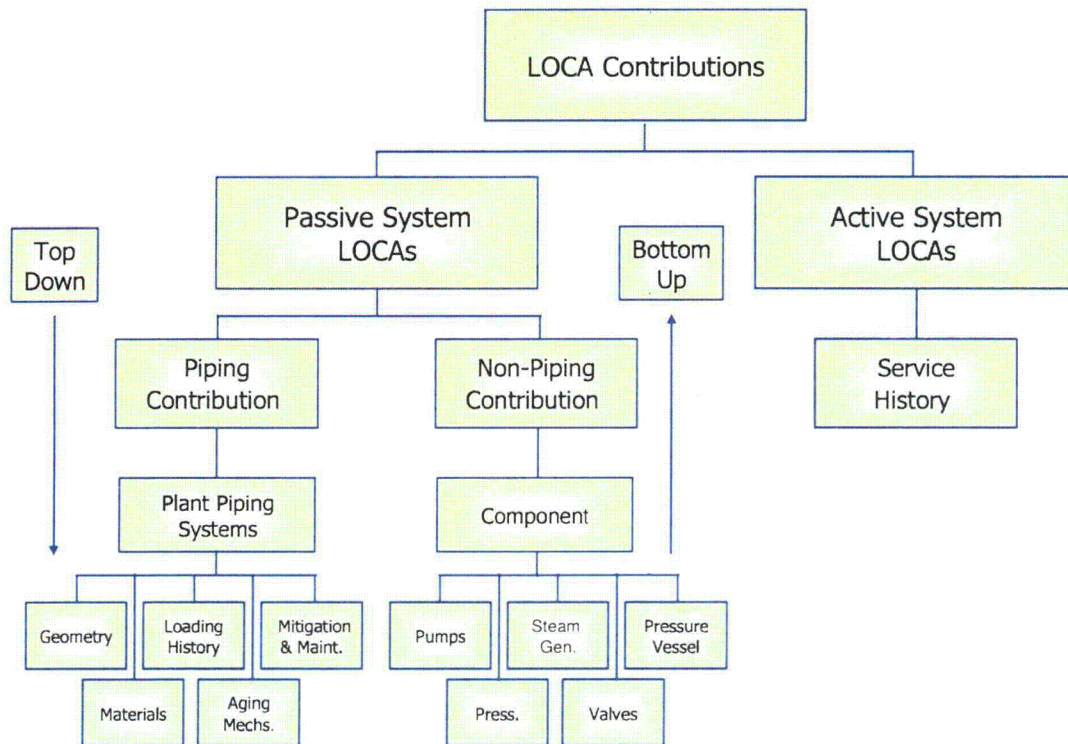 LOCA Contributions
Passive System
LOCAs
Active System
LOCAs
Top
Down
Bottom
Up
Piping
Contribution
Non-Piping
Contribution
Service
History
Plant Piping
Systems
Component
Geometry
Loading
History
Mitigation
& Maint.
Pumps
Steam
Gen.
Pressure
Vessel
Materials
Aging
Mechs.
Press.
Valves